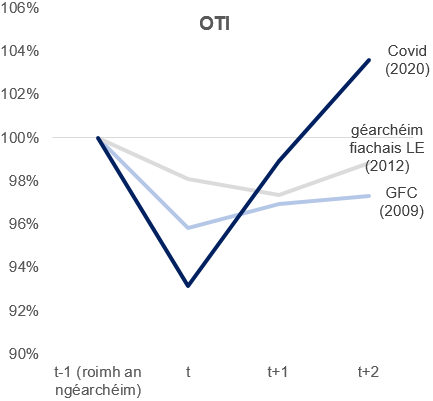 OTI
106%
104%
102%
100%
98%
96%
94%
92%
90%
Covid
(2020)
géarchéim
fiachais LE
(2012)
GFC
(2009)
t-1 (roimh an
ngéarchéim)
t
t+1
t+2